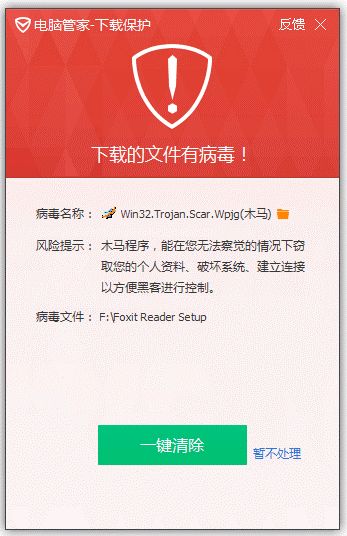 电脑管家-下载保护 反馈
下载的文件有病毒！
病毒名称： Win32.Trojan.Scar.Wpjg(木马)
风险提示： 木马程序，能在您无法察觉的情况下窃
取您的个人资料、破坏系统、建立连接
以方便黑客进行控制。
病毒文件： F:\Foxit Reader Setup
一键清除 暂不处理